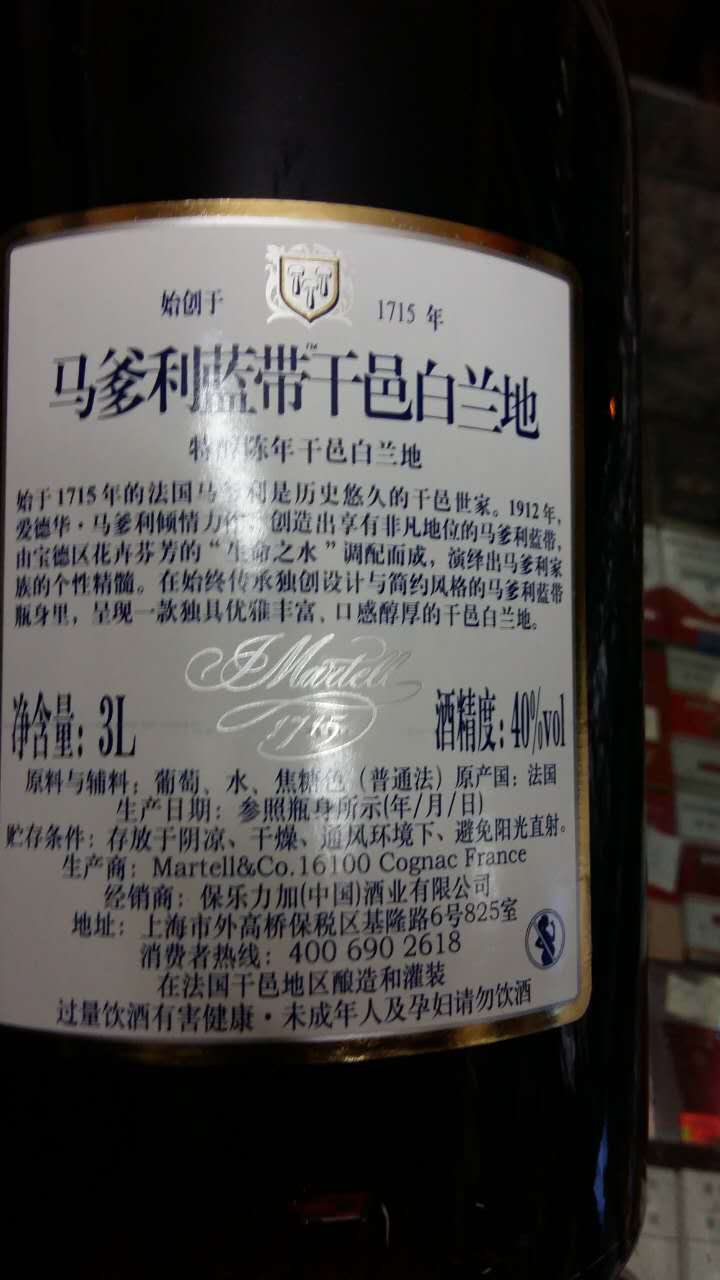 始创于 1715 年
马爹利蓝带™干邑白兰地
特醇陈年干邑白兰地
始于1715年的法国马爹利是历史悠久的干邑世家。1912年,
爱德华·马爹利倾情力作，创造出享有非凡地位的马爹利蓝带,
由宝德区花卉芬芳的“生命之水”调配而成，演绎出马爹利家
族的个性精髓。在始终传承独创设计与简约风格的马爹利蓝带
瓶身里，呈现一款独具优雅丰富、口感醇厚的干邑白兰地。
J&F Martell
1715
净含量: 3L 酒精度: 40%vol
原料与辅料: 葡萄、水、焦糖色（普通法）原产国: 法国
生产日期: 参照瓶身所示(年/月/日)
贮存条件: 存放于阴凉、干燥、通风环境下、避免阳光直射。
生产商: Martell&Co.16100 Cognac France
经销商: 保乐力加(中国)酒业有限公司
地址: 上海市外高桥保税区基隆路6号825室
消费者热线: 400 690 2618
在法国干邑地区酿造和灌装
过量饮酒有害健康·未成年人及孕妇请勿饮酒